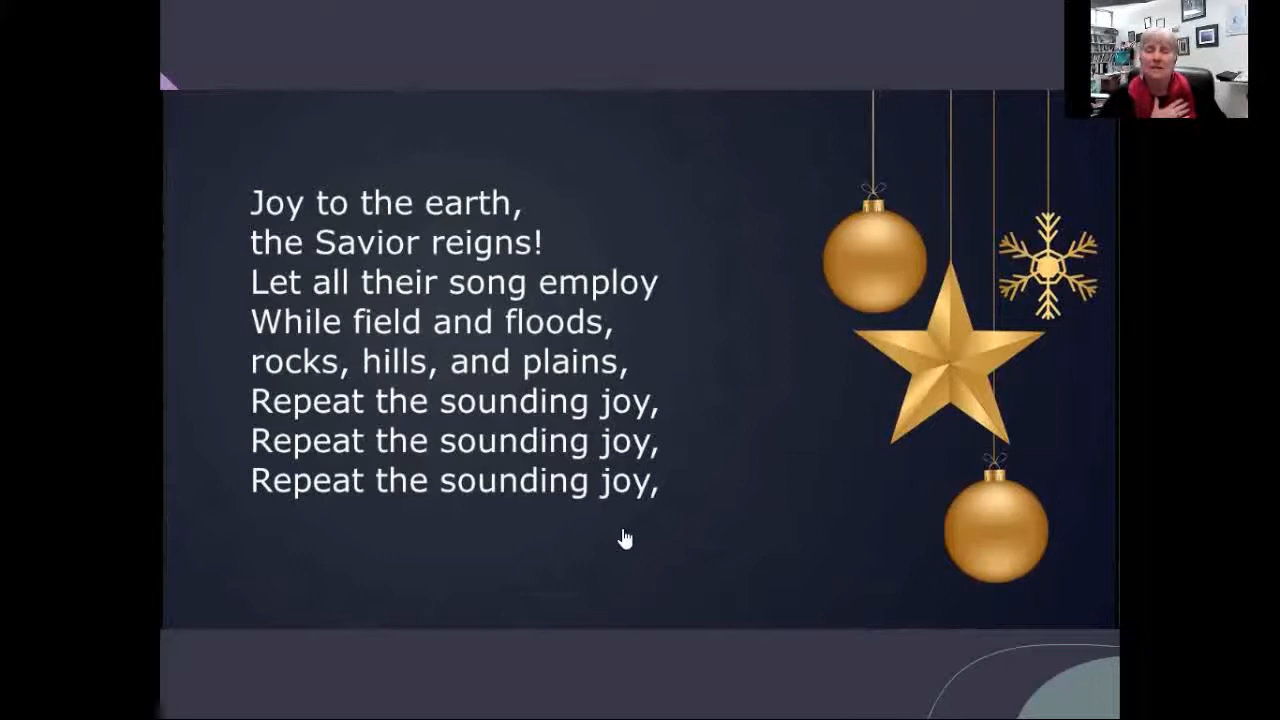 Joy to the earth,
the Savior reigns!
Let all their song employ
While field and floods,
rocks, hills, and plains,
Repeat the sounding joy,
Repeat the sounding joy,
Repeat the sounding joy,